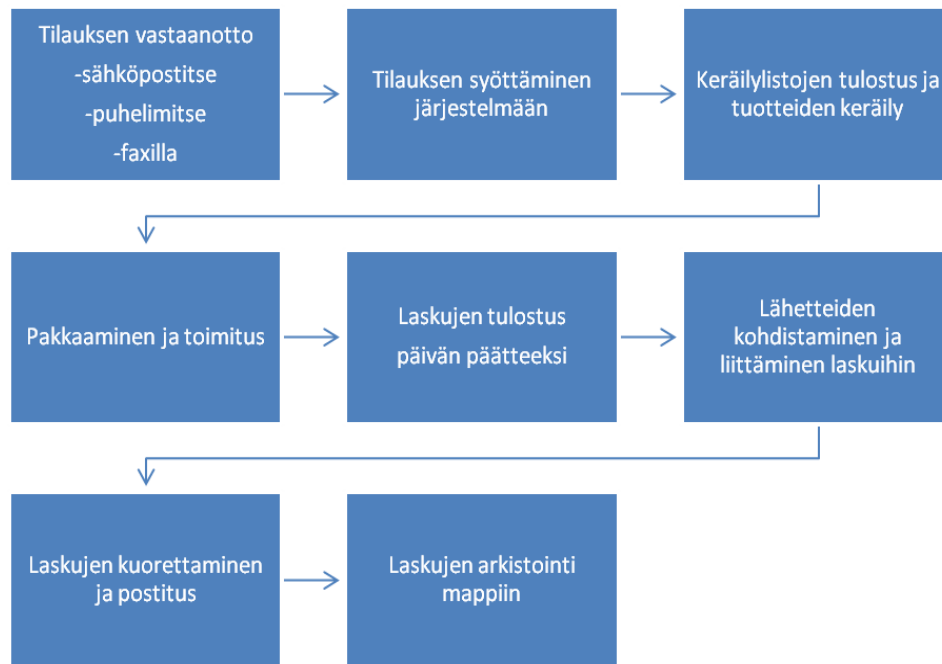 Tilauksen vastaanotto
-sähköpostitse
-puhelimitse
-faxilla
Tilauksen syöttäminen
järjestelmään
Keräilylistojen tulostus ja
tuotteiden keräily
Pakkaaminen ja toimitus
Laskujen tulostus
päivän päätteeksi
Lähetteiden
kohdistaminen ja
liittäminen laskuihin
Laskujen kuorettaminen
ja postitus
Laskujen arkistointi
mappiin